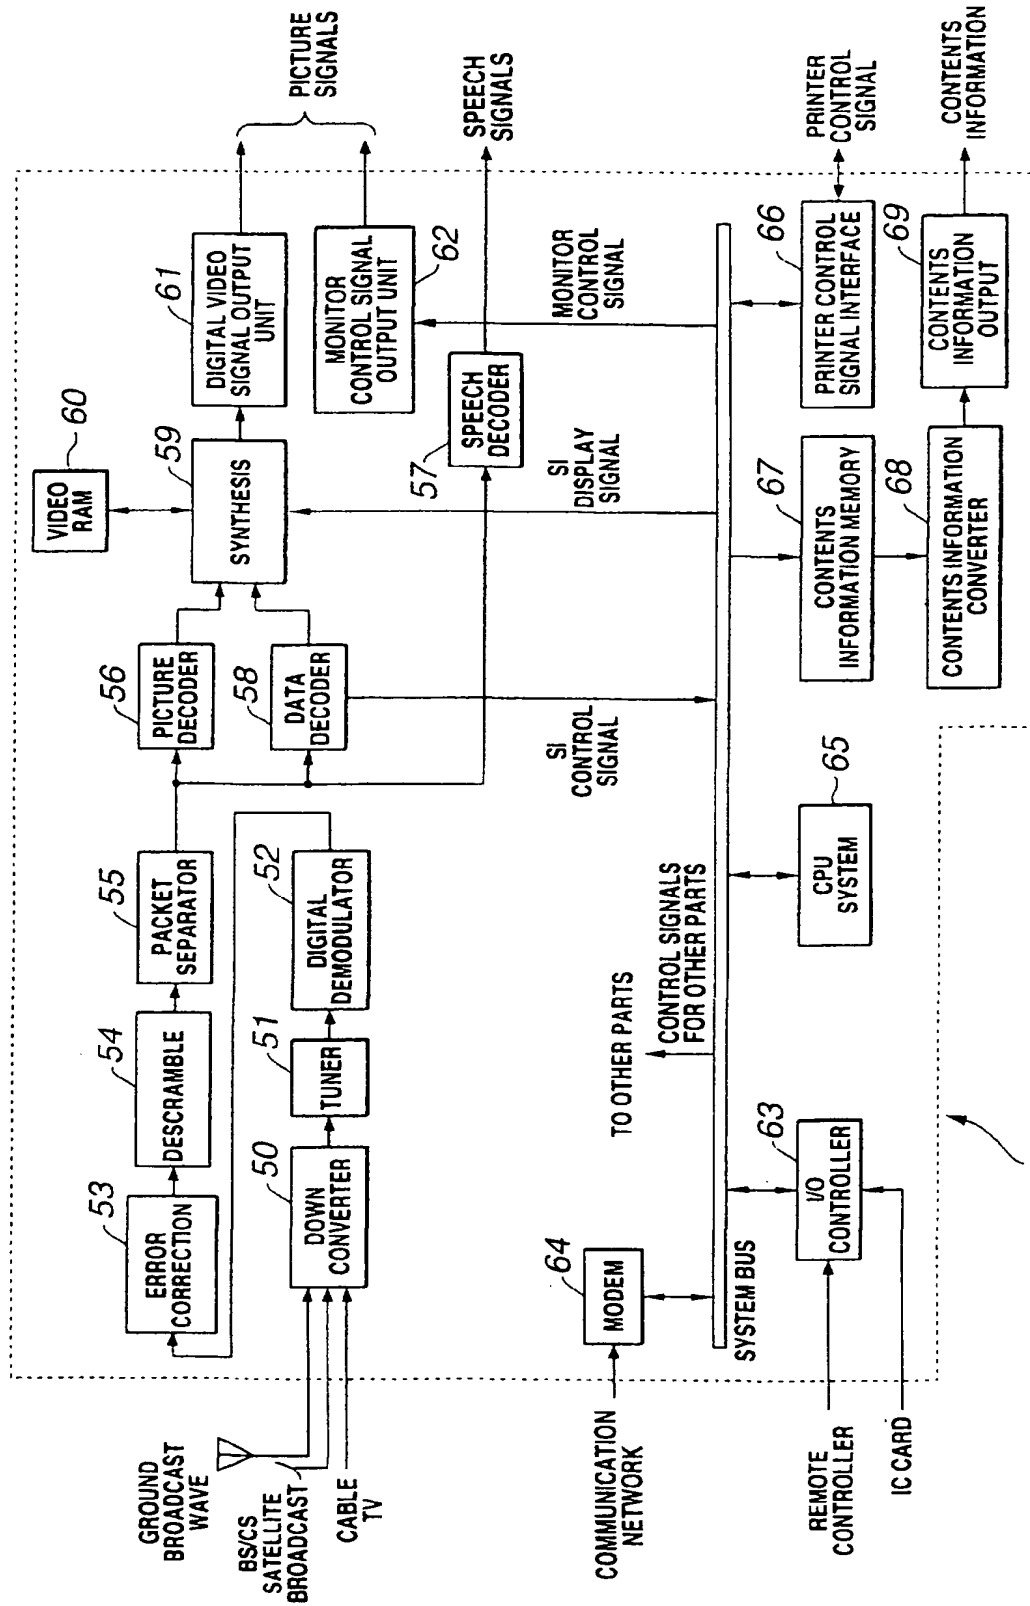 GROUND
BROADCAST
WAVE
BS/CS
SATELLITE
BROADCAST
CABLE
TV
53
ERROR
CORRECTION
54
DESCRAMBLE
55
PACKET
SEPARATOR
50
DOWN
CONVERTER
51
TUNER
52
DIGITAL
DEMODULATOR
56
PICTURE
DECODER
58
DATA
DECODER
60
VIDEO
RAM
59
SYNTHESIS
61
DIGITAL VIDEO
SIGNAL OUTPUT
UNIT
MONITOR
CONTROL SIGNAL
OUTPUT UNIT
62
PICTURE
SIGNALS
57
SPEECH
DECODER
SPEECH
SIGNALS
SI
CONTROL
SIGNAL
SI
DISPLAY
SIGNAL
MONITOR
CONTROL
SIGNAL
COMMUNICATION
NETWORK
64
MODEM
TO OTHER PARTS
CONTROL SIGNALS
FOR OTHER PARTS
SYSTEM BUS
REMOTE
CONTROLLER
IC CARD
63
I/O
CONTROLLER
65
CPU
SYSTEM
67
CONTENTS
INFORMATION MEMORY
66
PRINTER CONTROL
SIGNAL INTERFACE
PRINTER
CONTROL
SIGNAL
68
CONTENTS INFORMATION
CONVERTER
69
CONTENTS
INFORMATION
OUTPUT
CONTENTS
INFORMATION